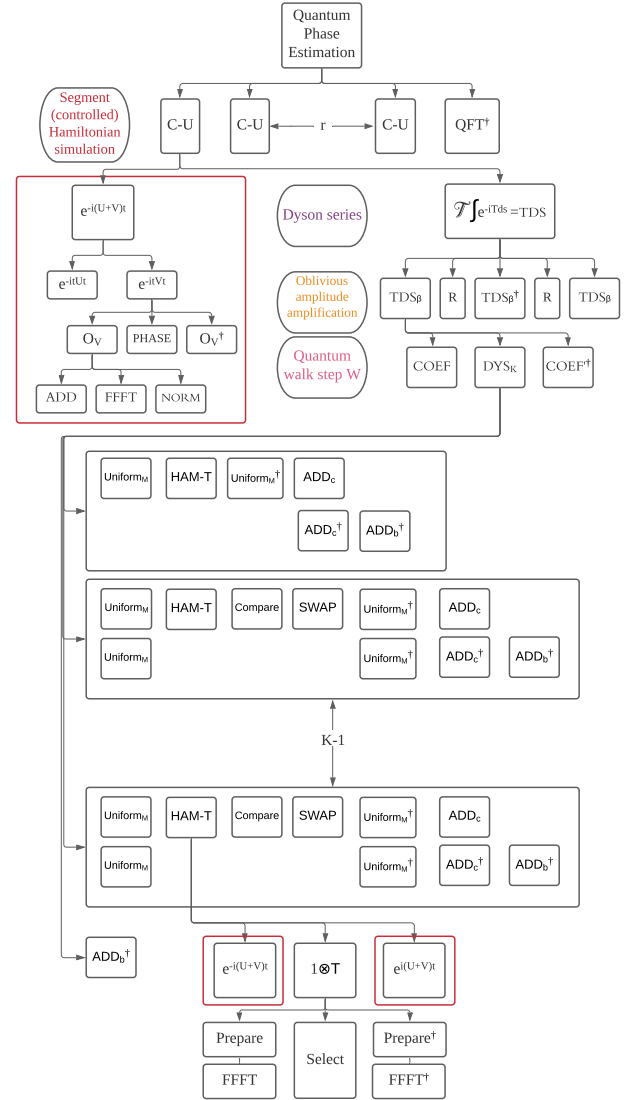 Quantum
Phase
Estimation
Segment
(controlled)
Hamiltonian
simulation
C-U
C-U
r
C-U
QFT†
e-i(U+V)t
Dyson series
𝒯∫e-iTds =TDS
e-itUt
e-itVt
Oblivious
amplitude
amplification
TDSβ
R
TDSβ†
R
TDSβ
OV
PHASE
OV†
Quantum
walk step W
COEF
DYSK
COEF'†
ADD
FFFT
NORM
UniformM
HAM-T
UniformM†
ADDc
ADDc†
ADDb†
UniformM
HAM-T
Compare
SWAP
UniformM†
ADDc
UniformM
UniformM†
ADDc†
ADDb†
K-1
UniformM
HAM-T
Compare
SWAP
UniformM†
ADDc
UniformM
UniformM†
ADDc†
ADDb†
ADDb†
e-i(U+V)t
1⊗T
ei(U+V)t
Prepare
Select
Prepare†
FFFT
FFFT†